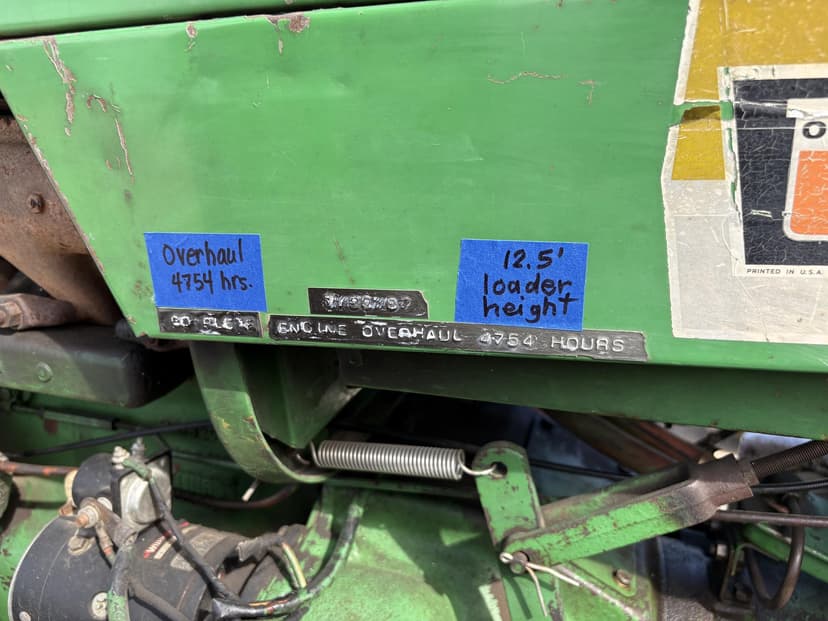 Overhaul
4754 hrs.
12.5'
loader
height
ENGINE OVERHAUL 4754 HOURS
O
PRINTED IN U.S.A.